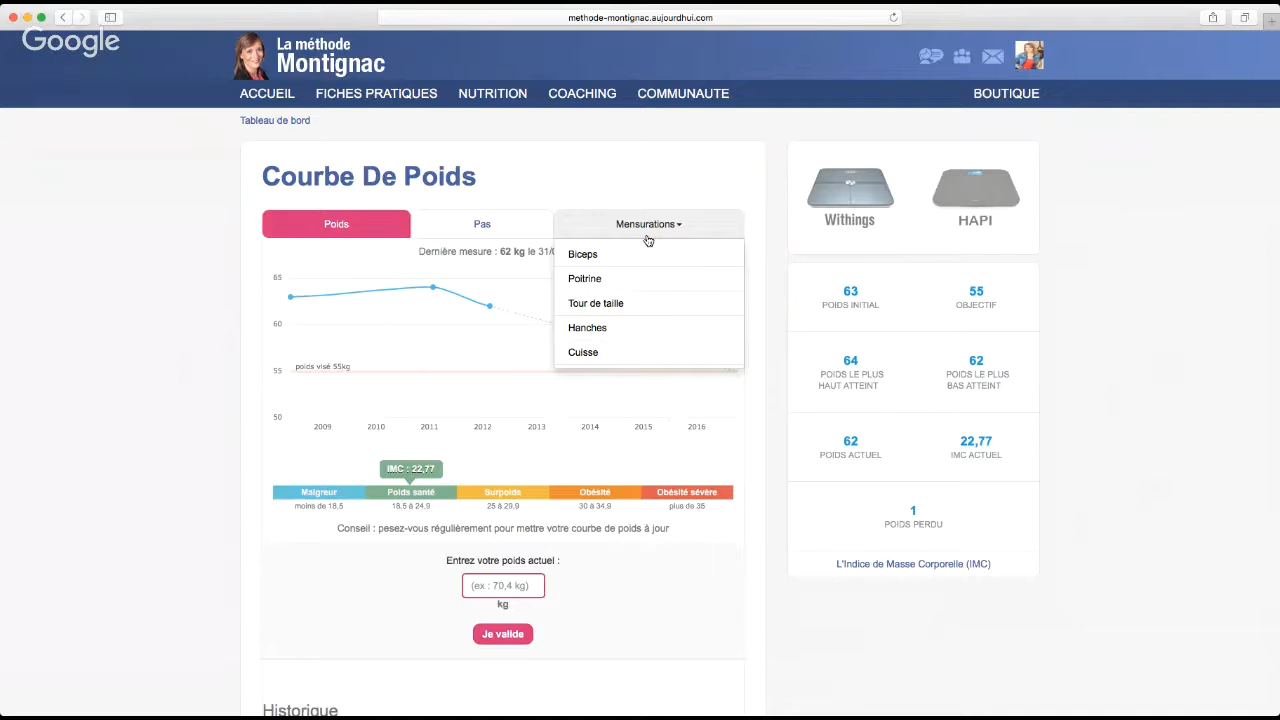 methode-montignac.aujourdhui.com
Google
La méthode
Montignac
ACCUEIL FICHES PRATIQUES NUTRITION COACHING COMMUNAUTE BOUTIQUE
Tableau de bord
Courbe De Poids
Poids Pas Mensurations
Dernière mesure : 62 kg le 31/0
Biceps
Poitrine
Tour de taille
Hanches
Cuisse
65
60
55
50
poids visé 55kg
2009 2010 2011 2012 2013 2014 2015 2016
IMC : 22,77
Maigreur Poids santé Surpoids Obésité Obésité sévère
moins de 18,5 18,5 à 24,9 25 à 29,9 30 à 34,9 plus de 35
Conseil : pesez-vous régulièrement pour mettre votre courbe de poids à jour
Entrez votre poids actuel :
(ex : 70,4 kg)
kg
Je valide
Historique
Withings HAPI
63 55
POIDS INITIAL OBJECTIF
64 62
POIDS LE PLUS POIDS LE PLUS
HAUT ATTEINT BAS ATTEINT
62 22,77
POIDS ACTUEL IMC ACTUEL
1
POIDS PERDU
L'Indice de Masse Corporelle (IMC)